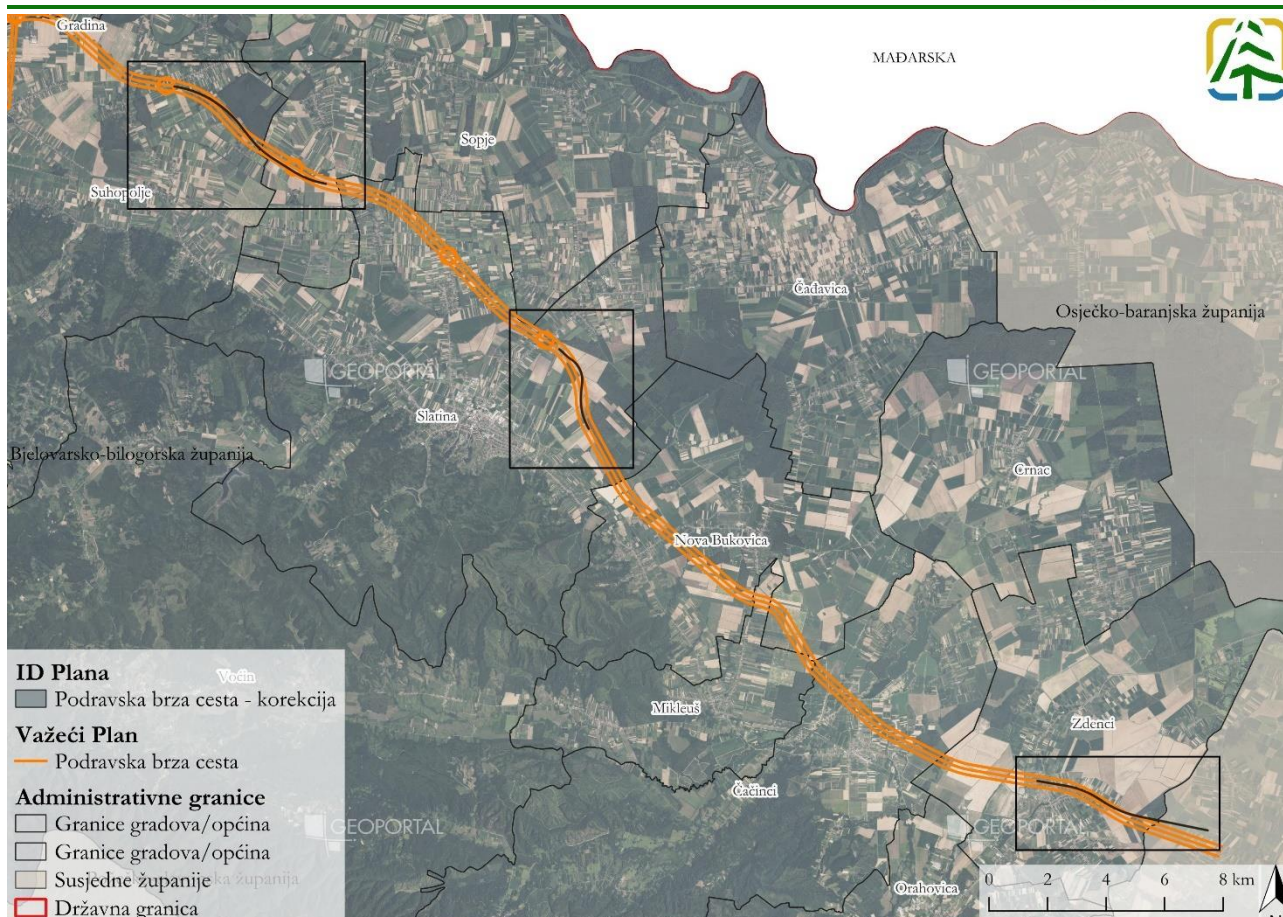 Gradina
MAĐARSKA
Sopje
Suhopolje
Čađavica
Osječko-baranjska županija
GEOPORTAL
GEOPORTAL
Slatina
Bjelovarsko-bilogorska županija
Crnac
Nova Bukovica
ID Plana
Voćin
Podravska brza cesta - korekcija
Mikleuš
Zdenci
Važeći Plan
Podravska brza cesta
Čačinci
Administrativne granice
Granice gradova/općina
GEOPORTAL
GEOPORTAL
Granice gradova/općina
Susjedne županije
županija
Orahovica
0 2 4 6 8 km
Državna granica